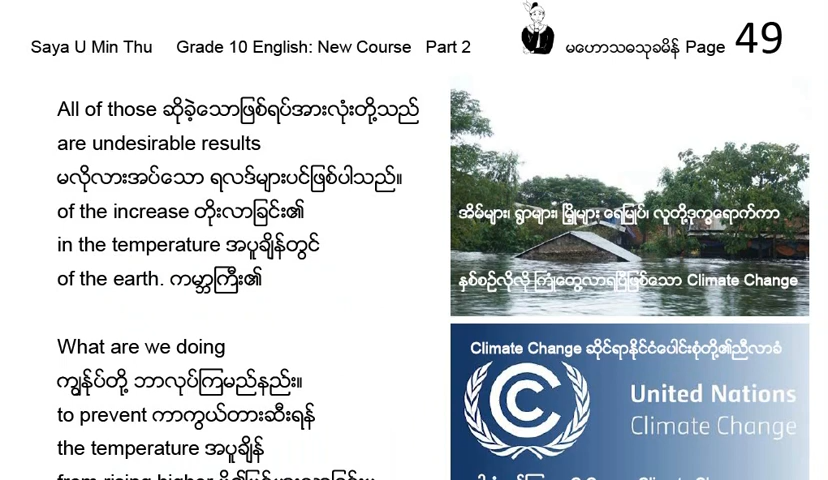 Saya U Min Thu Grade 10 English: New Course Part 2 မဟောသဓသုခမိန် Page 49
All of those ဆိုခဲ့သောဖြစ်ရပ်အားလုံးတို့သည်
are undesirable results
မလိုလားအပ်သော ရလဒ်များပင်ဖြစ်ပါသည်။
of the increase တိုးလာခြင်း၏
in the temperature အပူချိန်တွင်
of the earth. ကမ္ဘာကြီး၏
What are we doing
ကျွန်ုပ်တို့ ဘာလုပ်ကြမည်နည်း။
to prevent ကာကွယ်တားဆီးရန်
the temperature အပူချိန်
from rising higher
အိမ်များ၊ ရွာများ၊ မြို့များ ရေမြုပ်၊ လူတို့ဒုက္ခရောက်ကာ
နှစ်စဉ်လိုလို ကြုံတွေ့လာရပြီဖြစ်သော Climate Change
Climate Change ဆိုင်ရာနိုင်ငံပေါင်းစုံတို့၏ညီလာခံ
United Nations
Climate Change